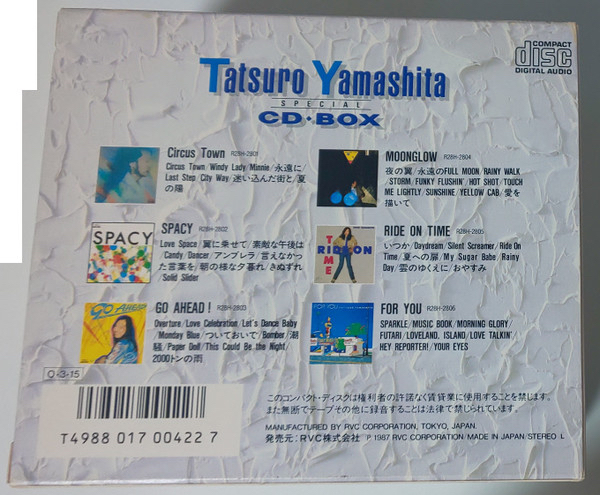 COMPACT
disc
DIGITAL AUDIO
Tatsuro Yamashita
SPECIAL
CD・BOX
Circus Town R28H-2801
Circus Town/Windy Lady/Minnie/永遠に/
Last Step/City Way/迷い込んだ街と/夏
の陽
SPACY
SPACY R28H-2802
Love Space/翼に乗せて/素敵な午後は
/Candy/Dancer/アンブレラ/言えなかっ
た言葉を/朝の様な夕暮れ/きぬずれ
/Solid Slider
GO AHEAD!
GO AHEAD! R28H-2803
Overture/Love Celebration/Let's Dance Baby
/Monday Blue/ついておいで/Bomber/潮
騒/Paper Doll/This Could Be the Night/
2000トンの雨
MOONGLOW R28H-2804
夜の翼/永遠のFULL MOON/RAINY WALK
/STORM/FUNKY FLUSHIN'/HOT SHOT/TOUCH
ME LIGHTLY/SUNSHINE/YELLOW CAB/愛を
描いて
RIDE ON
TIME
RIDE ON TIME R28H-2805
いつか/Daydream/Silent Screamer/Ride On
Time/夏への扉/My Sugar Babe/Rainy
Day/雲のゆくえに/おやすみ
FOR YOU R28H-2806
SPARKLE/MUSIC BOOK/MORNING GLORY
FUTARI/LOVELAND, ISLAND/LOVE TALKIN'
HEY REPORTER!/YOUR EYES
Q-3-15
T4988 017 00422 7
このコンパクト・ディスクは権利者の許諾なく賃貸業に使用することを禁じます。
また無断でテープその他に録音することは法律で禁じられています。
MANUFACTURED BY RVC CORPORATION, TOKYO, JAPAN.
発売元:RVC株式会社 P 1987 RVC CORPORATION/MADE IN JAPAN/STEREO L